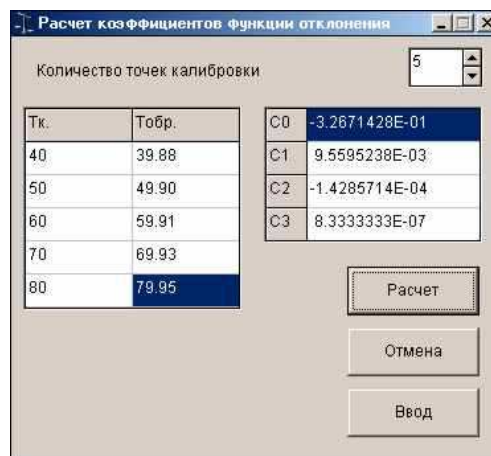 Расчет коэффициентов функции отклонения
Количество точек калибровки 5
Тк. Тобр.
40 39.88
50 49.90
60 59.91
70 69.93
80 79.95
C0 -3.2671428E-01
C1 9.5595238E-03
C2 -1.4285714E-04
C3 8.3333333E-07
Расчет
Отмена
Ввод